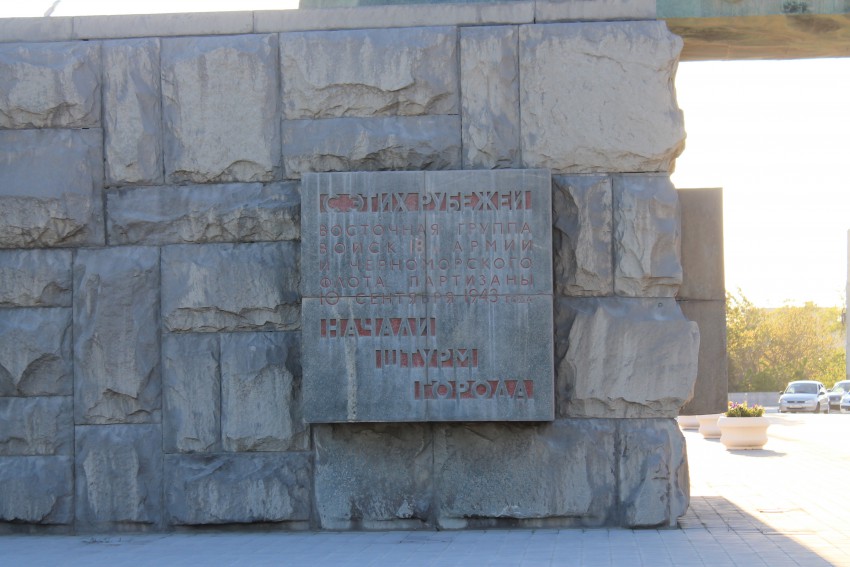 С ЭТИХ РУБЕЖЕЙ
ВОСТОЧНАЯ ГРУППА
ВОЙСК 18 АРМИИ
И ЧЕРНОМОРСКОГО
ФЛОТА, ПАРТИЗАНЫ
10 СЕНТЯБРЯ 1943 ГОДА
НАЧАЛИ
ШТУРМ
ГОРОДА